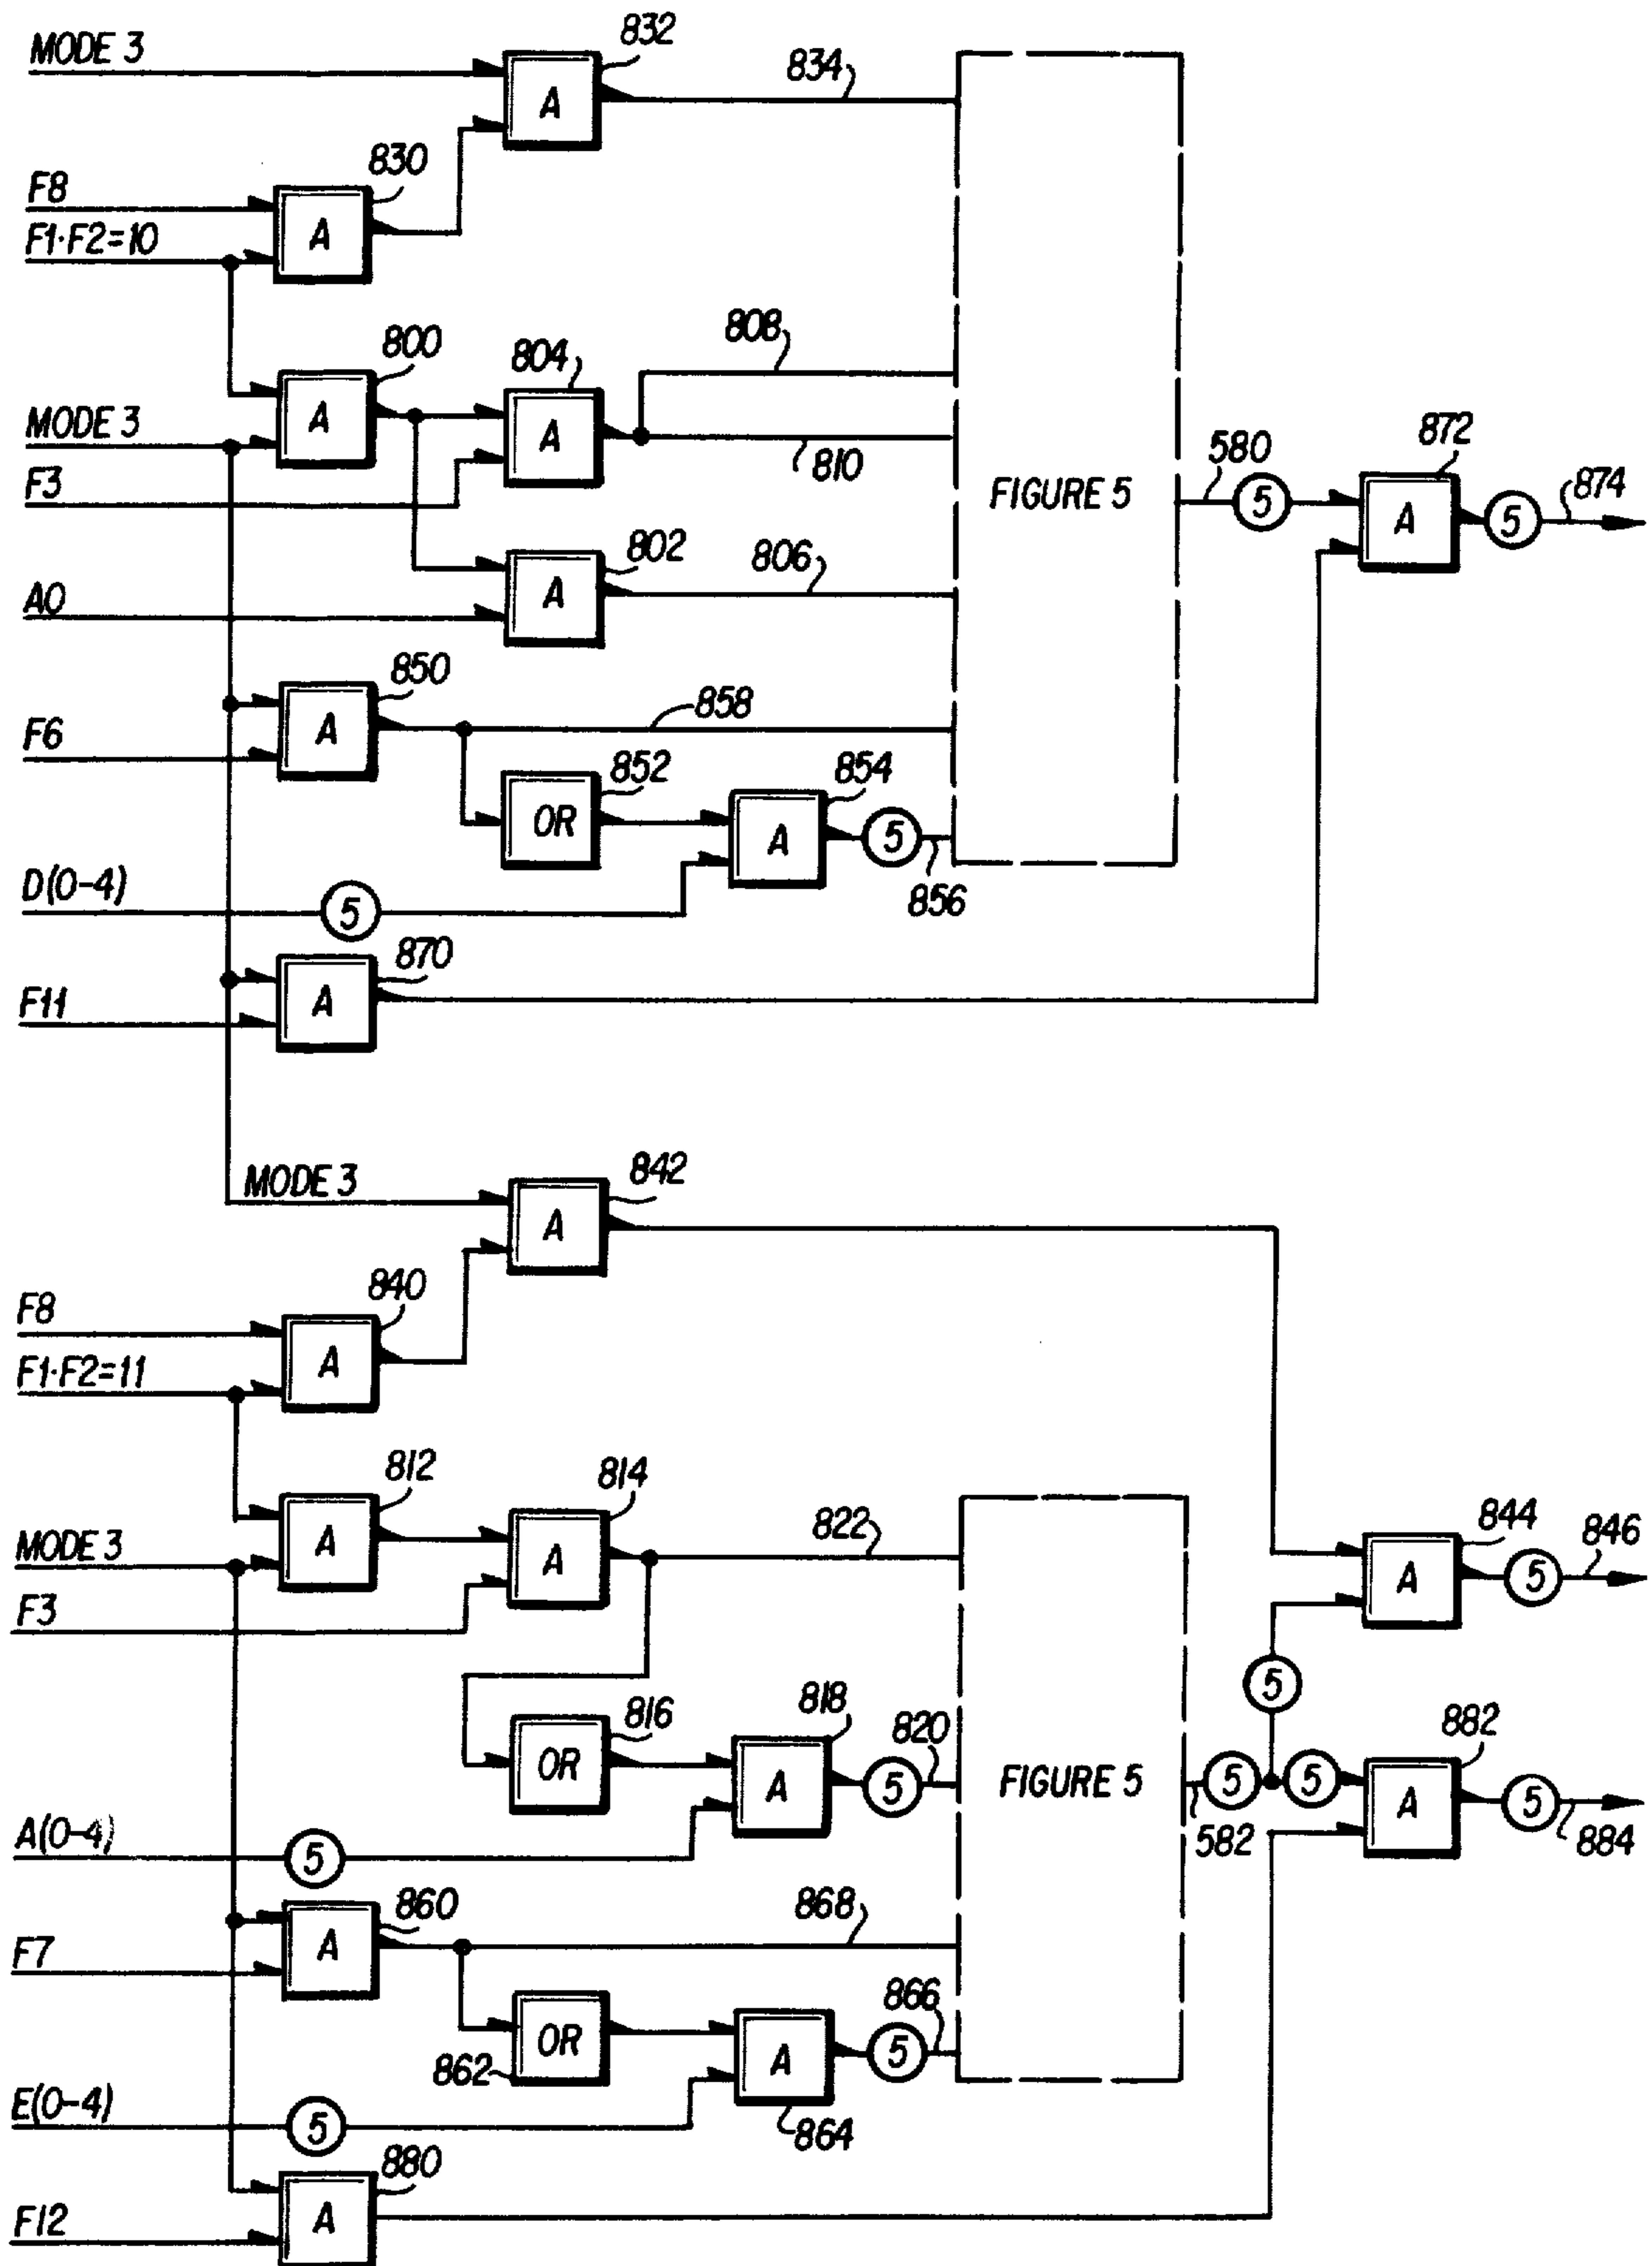 MODE 3
832
A
834
830
F8
A
F1·F2=10
808
800
804
A
MODE 3
A
810
F3
FIGURE 5
580
5
872
A
5
874
802
A
806
A0
850
A
858
F6
852
OR
854
A
5
856
D(0-4)
5
870
A
F11
MODE 3
842
A
840
F8
A
F1·F2=11
812
A
814
A
822
MODE 3
F3
844
A
5
846
5
816
OR
818
A
820
5
FIGURE 5
5
5
582
882
A
5
884
A(0-4)
5
860
A
868
F7
OR
862
A
864
5
866
E(0-4)
5
880
A
F12